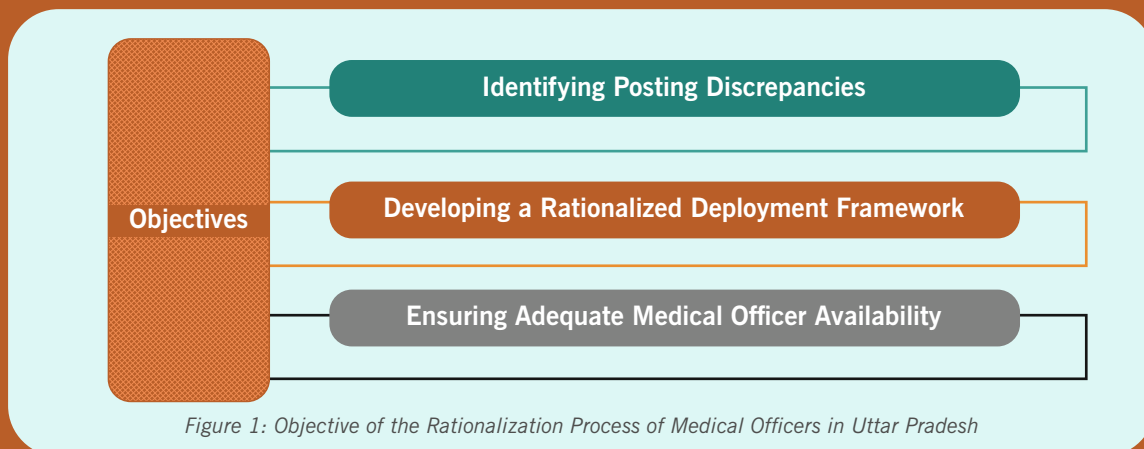 Identifying Posting Discrepancies
Objectives
Developing a Rationalized Deployment Framework
Ensuring Adequate Medical Officer Availability
Figure 1: Objective of the Rationalization Process of Medical Officers in Uttar Pradesh